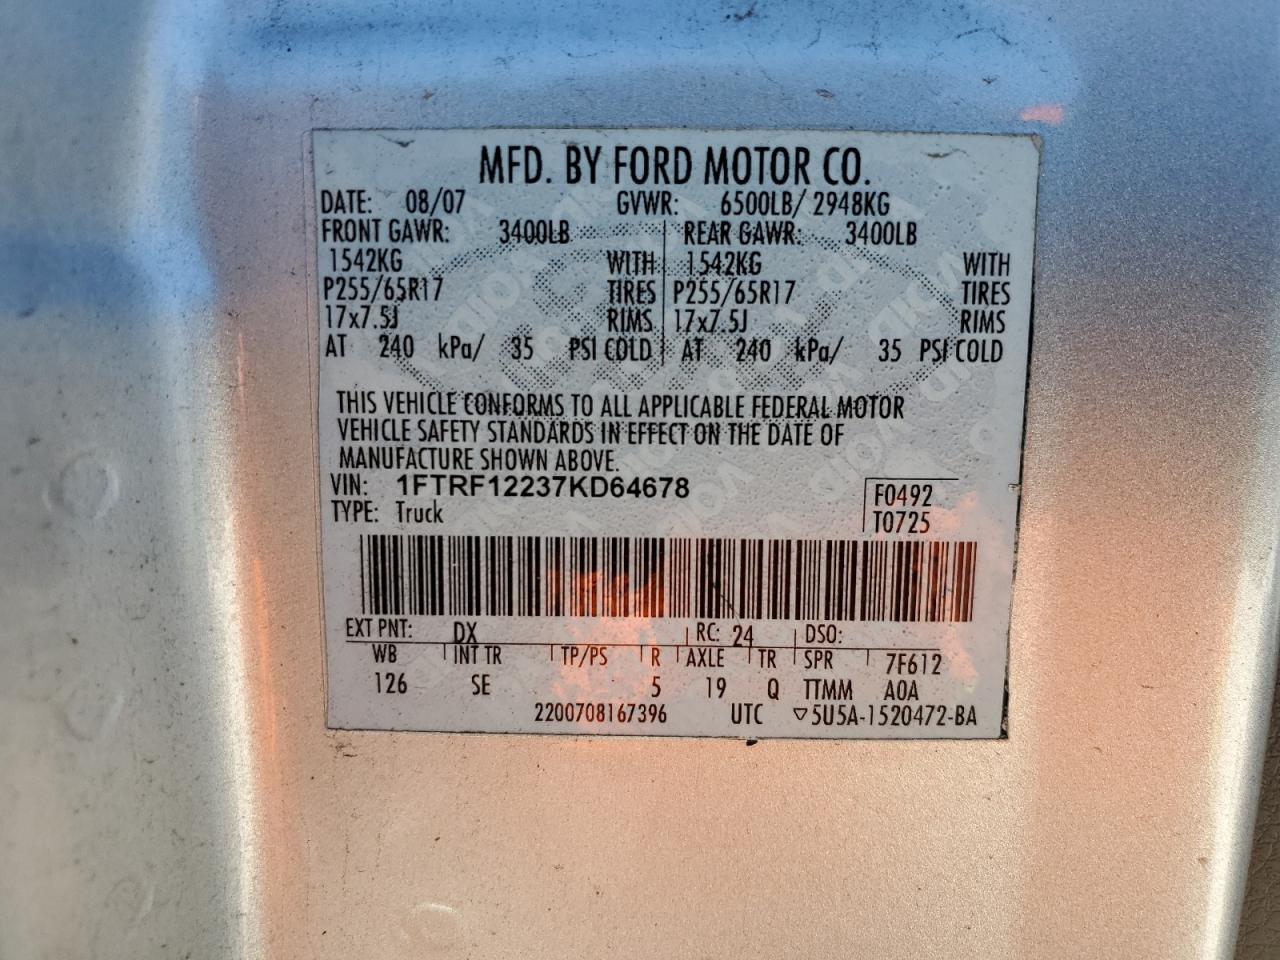 MFD. BY FORD MOTOR CO.
DATE: 08/07 GVWR: 6500LB/ 2948KG
FRONT GAWR: 3400LB REAR GAWR: 3400LB
1542KG WITH 1542KG WITH
P255/65R17 TIRES P255/65R17 TIRES
17x7.5J RIMS 17x7.5J RIMS
AT 240 kPa/ 35 PSI COLD AT 240 kPa/ 35 PSI COLD
THIS VEHICLE CONFORMS TO ALL APPLICABLE FEDERAL MOTOR
VEHICLE SAFETY STANDARDS IN EFFECT ON THE DATE OF
MANUFACTURE SHOWN ABOVE.
VIN: 1FTRF12237KD64678 F0492
TYPE: Truck T0725
EXT PNT: DX RC: 24 DSO:
WB INT TR TP/PS R AXLE TR SPR 7F612
126 SE 5 19 Q TTMM AOA
2200708167396 UTC ▽5U5A-1520472-BA